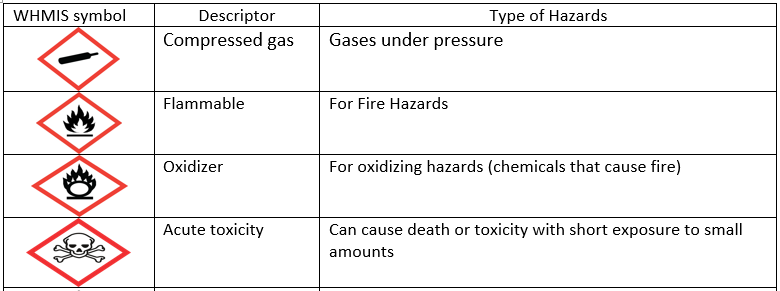 WHMIS symbol Descriptor Type of Hazards
Compressed gas Gases under pressure
Flammable For Fire Hazards
Oxidizer For oxidizing hazards (chemicals that cause fire)
Acute toxicity Can cause death or toxicity with short exposure to small
amounts